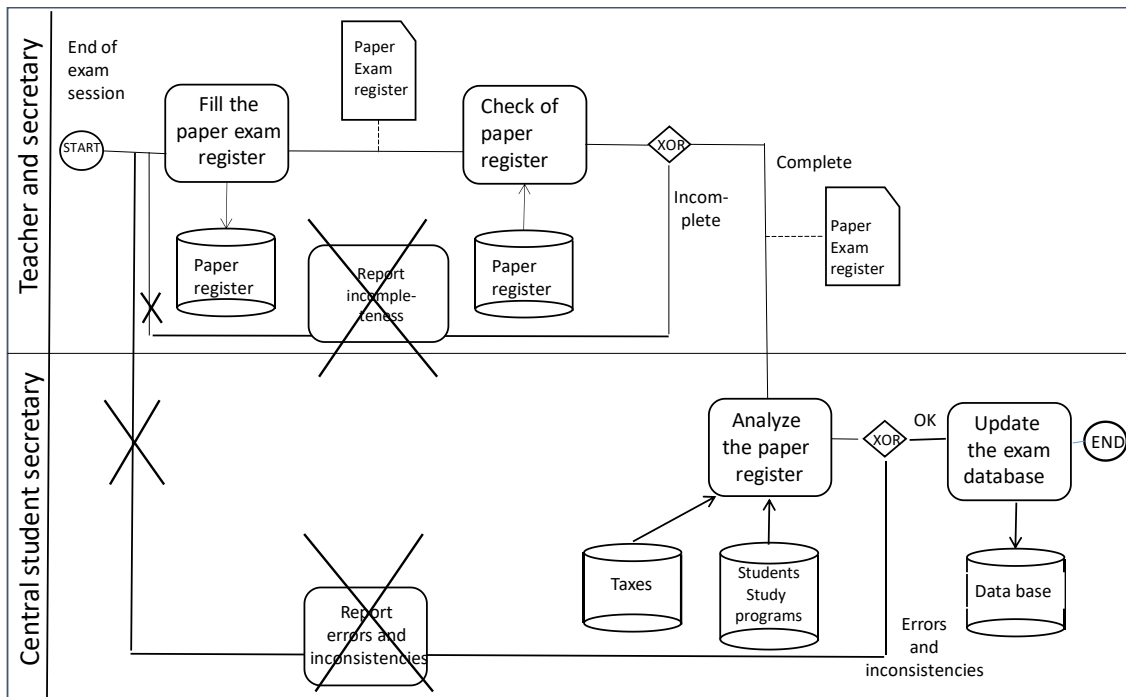 Teacher and secretary
End of
exam
session
START
Fill the
paper exam
register
Paper
Exam
register
Check of
paper
register
XOR
Complete
Incom-
plete
Paper
Exam
register
Paper
register
Report
incomple-
teness
Paper
register
Central student secretary
Analyze
the paper
register
XOR
OK
Update
the exam
database
END
Taxes
Students
Study
programs
Data base
Report
errors and
inconsistencies
Errors
and
inconsistencies